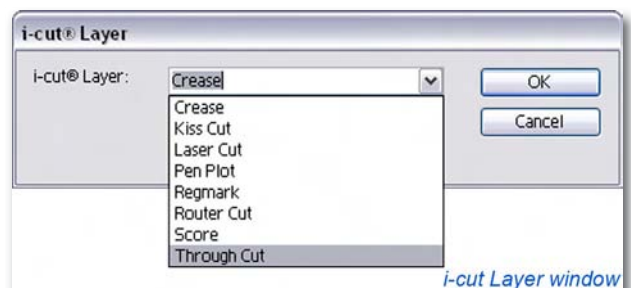 i-cut® Layer
i-cut® Layer: Crease OK
Crease
Kiss Cut Cancel
Laser Cut
Pen Plot
Regmark
Router Cut
Score
Through Cut
i-cut Layer window